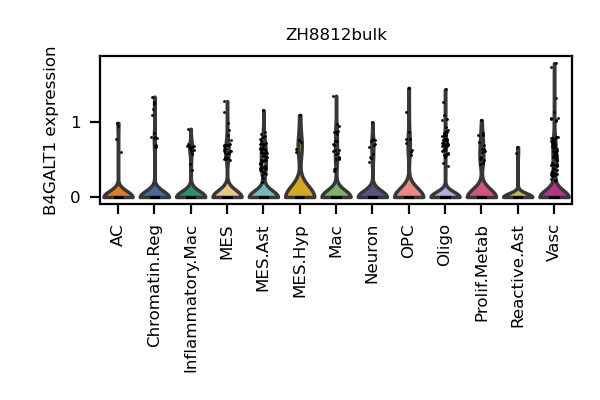 ZH8812bulk
B4GALT1 expression
1
0
AC
Chromatin.Reg
Inflammatory.Mac
MES
MES.Ast
MES.Hyp
Mac
Neuron
OPC
Oligo
Prolif.Metab
Reactive.Ast
Vasc